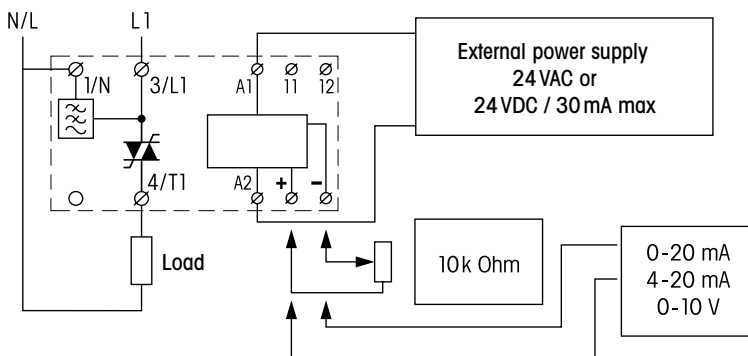 N/L L1
1/N 3/L1 A1 11 12
External power supply
24 VAC or
24 VDC / 30 mA max
4/T1 A2 + −
Load
10k Ohm
0-20 mA
4-20 mA
0-10 V